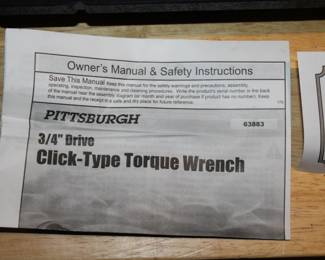 Owner's Manual & Safety Instructions
Save This Manual Keep this manual for the safety warnings and precautions, assembly,
operating, inspection, maintenance and cleaning procedures. Write the product's serial number in the back
of the manual near the assembly diagram (or month and year of purchase if product has no number). Keep
this manual and the receipt in a safe and dry place for future reference.
PITTSBURGH
63883
3/4" Drive
Click-Type Torque Wrench